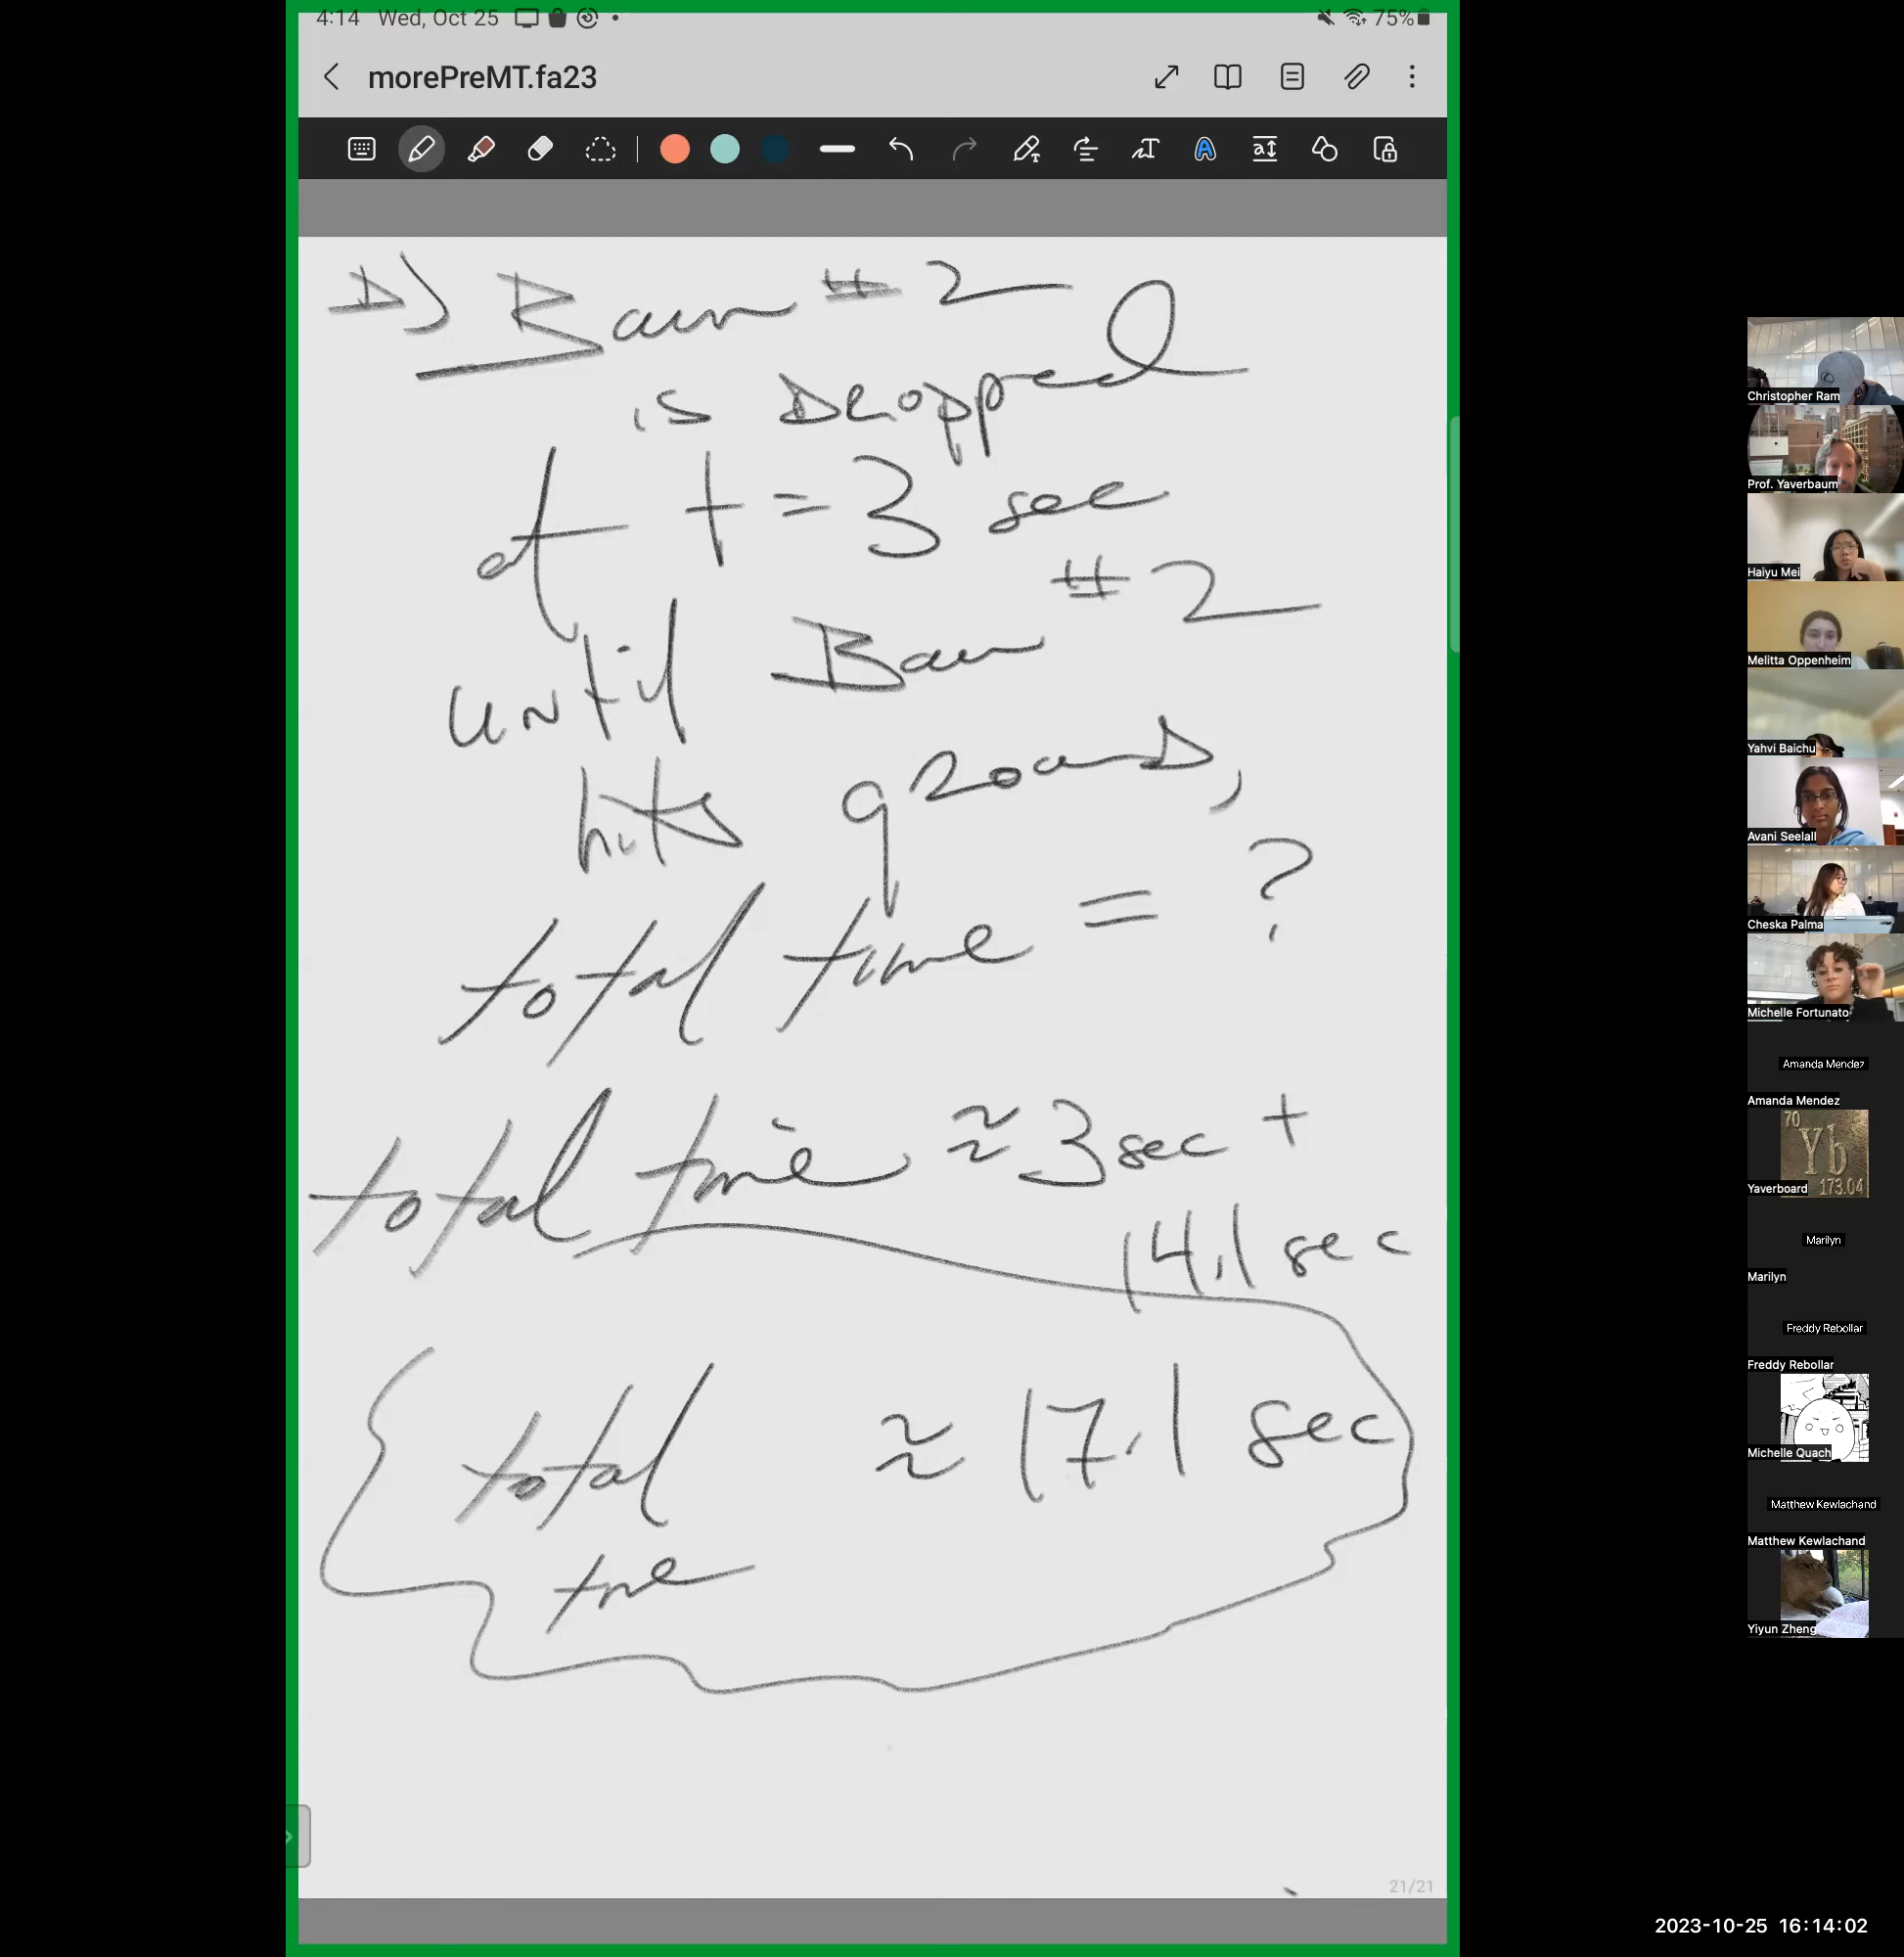 4:14 Wed, Oct 25
75%
morePreMT.fa23
D) Barn #2
is Dropped
at t = 3 sec
until Barn #2
hits ground,
total time = ?
total time ≈ 3 sec +
14.1 sec
total ≈ 17.1 sec
time
21/21
Christopher Ram
Prof. Yaverbaum
Haiyu Mei
Melitta Oppenheim
Yahvi Baichu
Avani Seelall
Cheska Palma
Michelle Fortunato
Amanda Mendez
Amanda Mendez
70
Yb
Yaverboard 173.04
Marilyn
Marilyn
Freddy Rebollar
Freddy Rebollar
Michelle Quach
Matthew Kewlachand
Matthew Kewlachand
Yiyun Zheng
2023-10-25 16:14:02